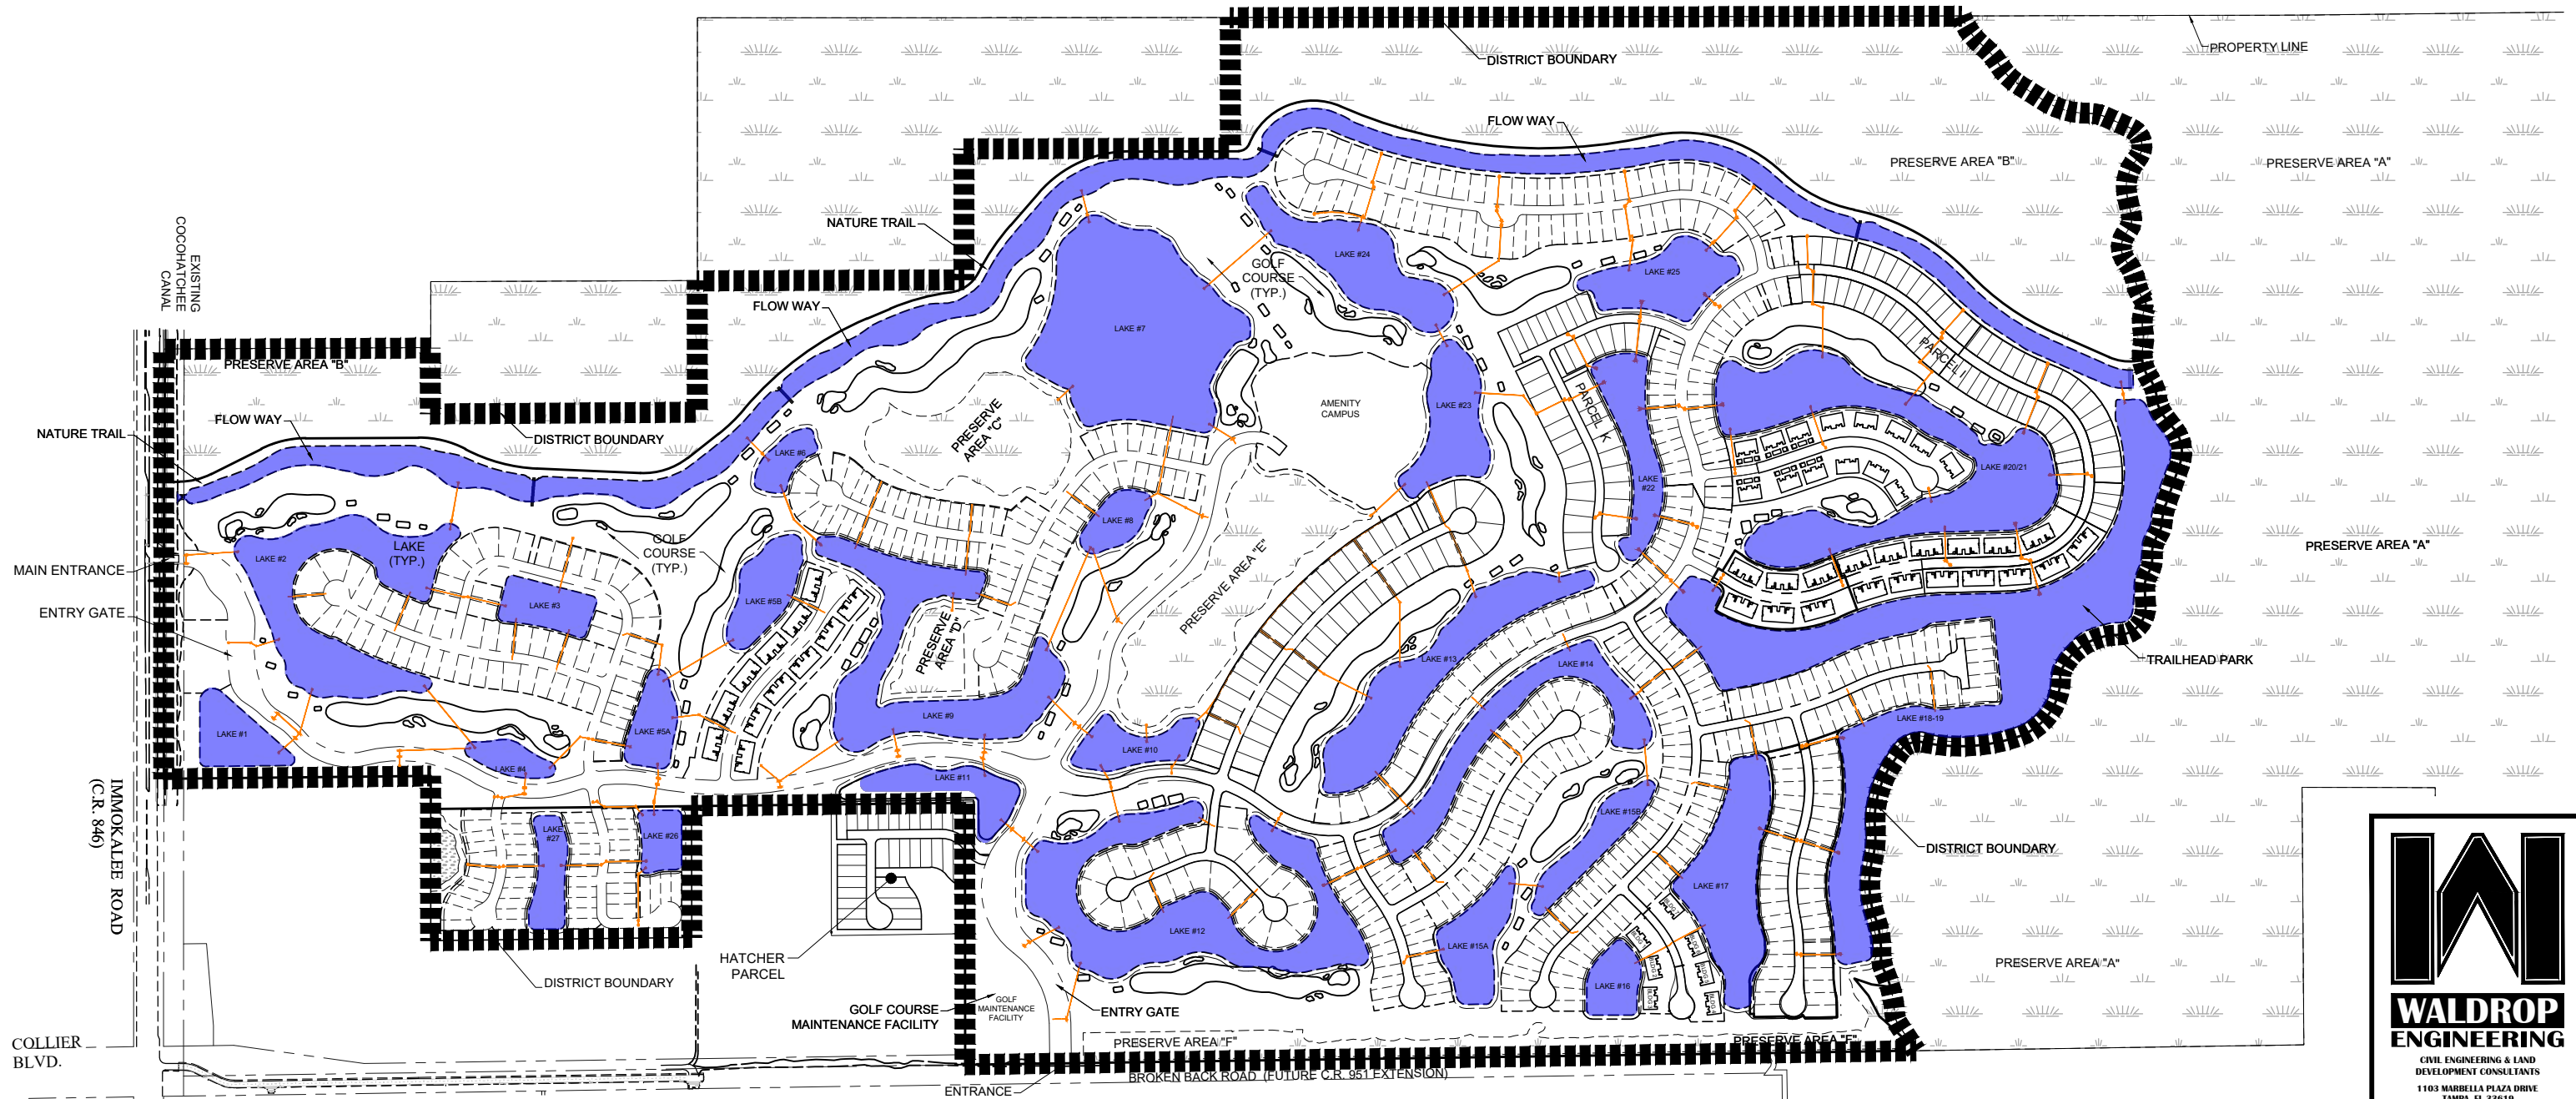 DISTRICT BOUNDARY
PROPERTY LINE
FLOW WAY
PRESERVE AREA "B"
PRESERVE AREA "A"
NATURE TRAIL
EXISTING
COCOHATCHEE
CANAL
GOLF
COURSE
(TYP.)
LAKE #24
LAKE #25
FLOW WAY
LAKE #7
PRESERVE AREA "B"
PARCEL I
PARCEL K
AMENITY
CAMPUS
LAKE #23
FLOW WAY
NATURE TRAIL
DISTRICT BOUNDARY
PRESERVE
AREA "C"
LAKE #6
LAKE #20/21
LAKE
#22
LAKE #8
LAKE #2
LAKE
(TYP.)
GOLF
COURSE
(TYP.)
PRESERVE AREA "E"
PRESERVE AREA "A"
MAIN ENTRANCE
ENTRY GATE
LAKE #3
LAKE #5B
PRESERVE
AREA "D"
LAKE #13
LAKE #14
TRAILHEAD PARK
LAKE #1
LAKE #5A
LAKE #9
LAKE #10
LAKE #18-19
LAKE #4
LAKE #11
IMMOKALEE ROAD
(C.R. 846)
LAKE
#27
LAKE #26
LAKE #15B
DISTRICT BOUNDARY
LAKE #17
LAKE #12
LAKE #15A
HATCHER
PARCEL
DISTRICT BOUNDARY
PRESERVE AREA "A"
LAKE #16
GOLF COURSE
MAINTENANCE FACILITY
GOLF
MAINTENANCE
FACILITY
ENTRY GATE
COLLIER
BLVD.
PRESERVE AREA "F"
PRESERVE AREA "F"
BROKEN BACK ROAD (FUTURE C.R. 951 EXTENSION)
ENTRANCE
WALDROP
ENGINEERING
CIVIL ENGINEERING & LAND
DEVELOPMENT CONSULTANTS
1103 MARBELLA PLAZA DRIVE
TAMPA, FL 33619